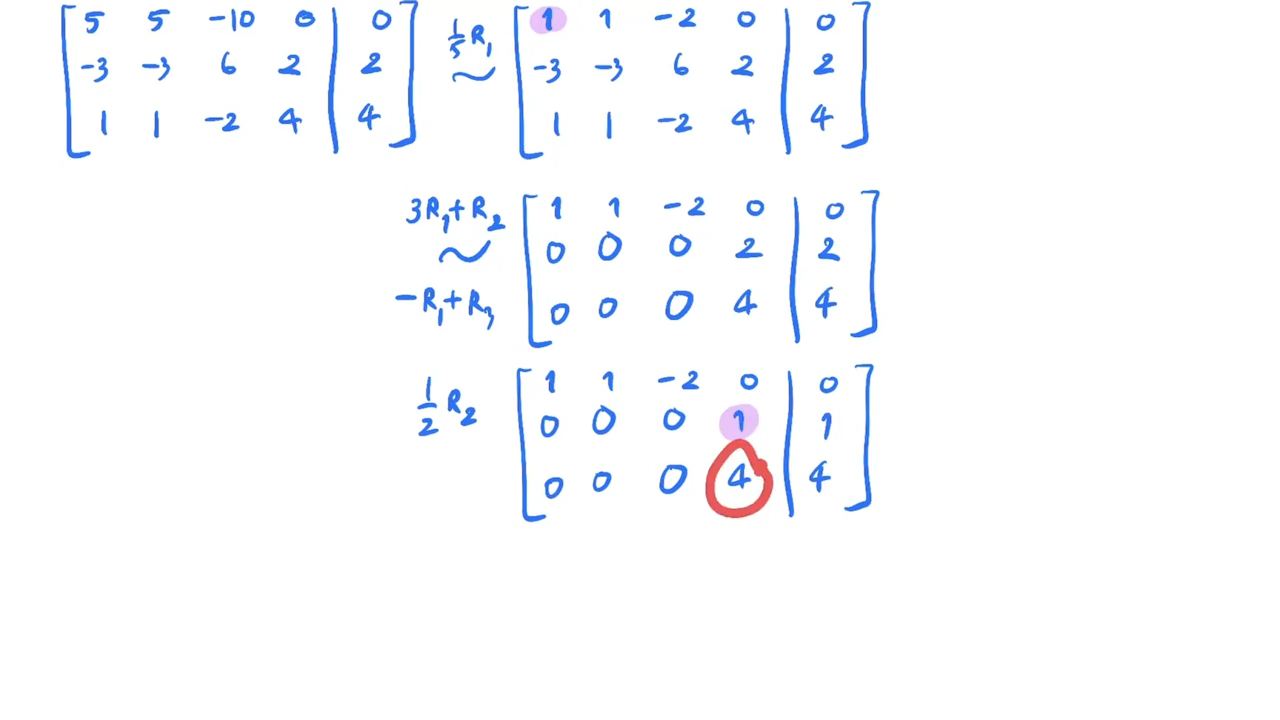 5 5 -10 0 | 0 1/5 R₁ 1 1 -2 0 | 0
-3 -3 6 2 | 2 ~ -3 -3 6 2 | 2
1 1 -2 4 | 4 1 1 -2 4 | 4
3R₁+R₂ 1 1 -2 0 | 0
~ 0 0 0 2 | 2
-R₁+R₃ 0 0 0 4 | 4
1 1 -2 0 | 0
1/2 R₂ 0 0 0 1 | 1
0 0 0 4 | 4